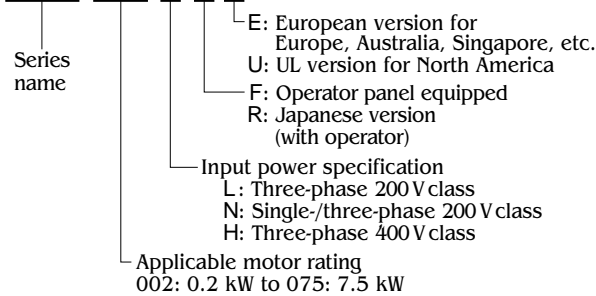 E: European version for
Europe, Australia, Singapore, etc.
U: UL version for North America
Series
name
F: Operator panel equipped
R: Japanese version
(with operator)
Input power specification
L: Three-phase 200 V class
N: Single-/three-phase 200 V class
H: Three-phase 400 V class
Applicable motor rating
002: 0.2 kW to 075: 7.5 kW